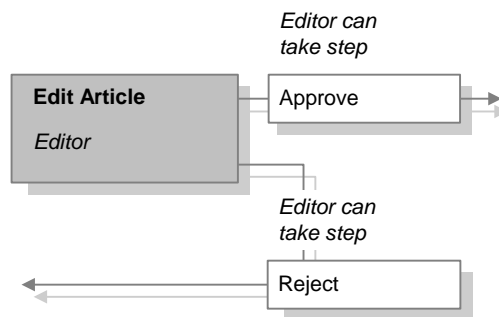 Editor can
take step
Edit Article
Approve
Editor
Editor can
take step
Reject